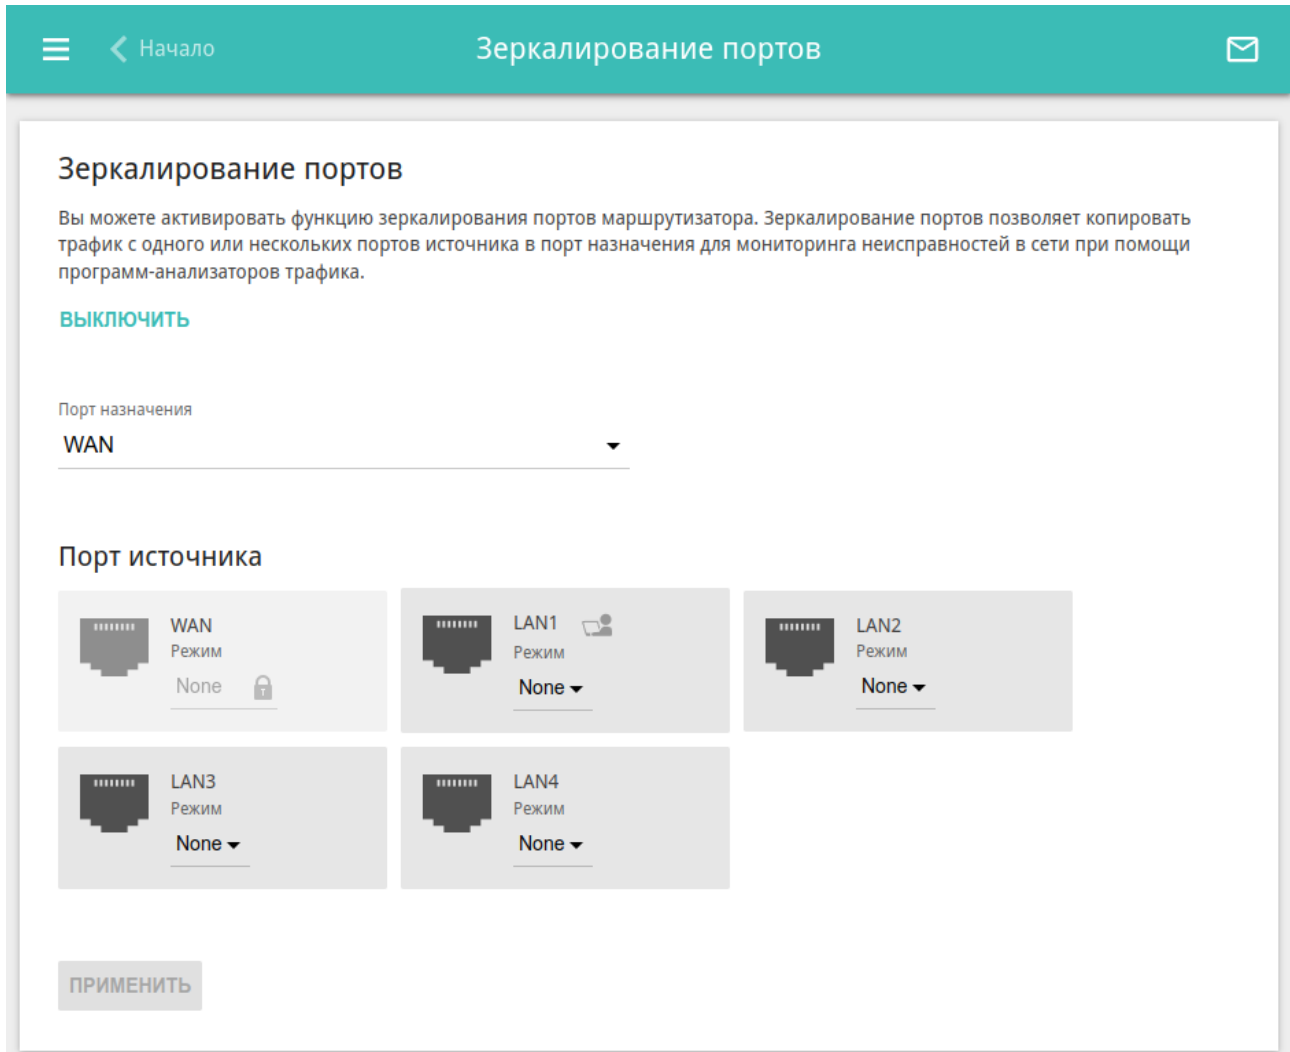 Начало
Зеркалирование портов
Зеркалирование портов
Вы можете активировать функцию зеркалирования портов маршрутизатора. Зеркалирование портов позволяет копировать
трафик с одного или нескольких портов источника в порт назначения для мониторинга неисправностей в сети при помощи
программ-анализаторов трафика.
ВЫКЛЮЧИТЬ
Порт назначения
WAN
Порт источника
WAN
Режим
None
LAN1
Режим
None
LAN2
Режим
None
LAN3
Режим
None
LAN4
Режим
None
ПРИМЕНИТЬ